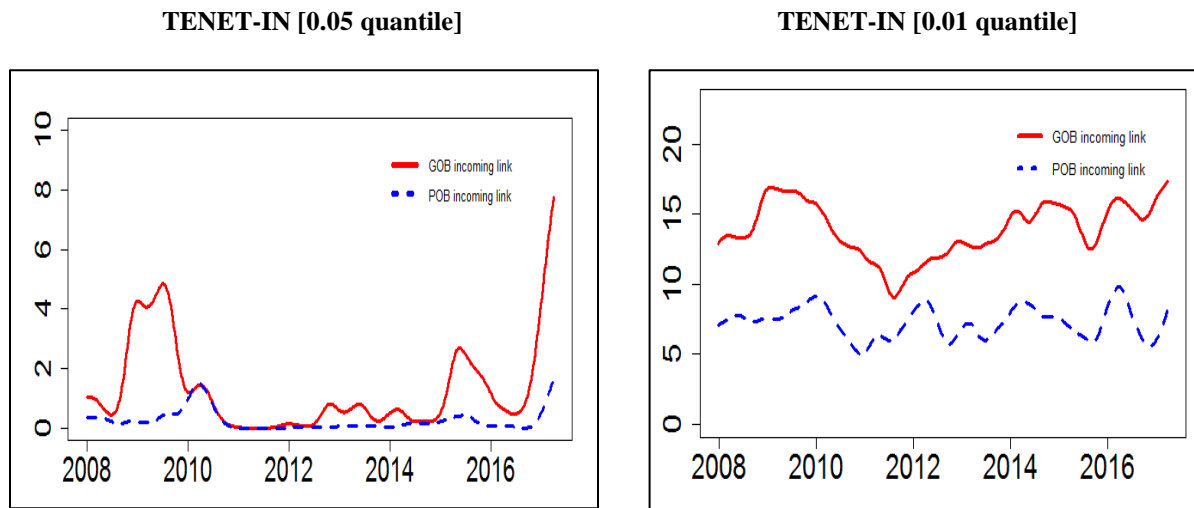 TENET-IN [0.05 quantile]
TENET-IN [0.01 quantile]
10
8
6
4
2
0
GOB incoming link
POB incoming link
2008 2010 2012 2014 2016
20
15
10
5
0
GOB incoming link
POB incoming link
2008 2010 2012 2014 2016